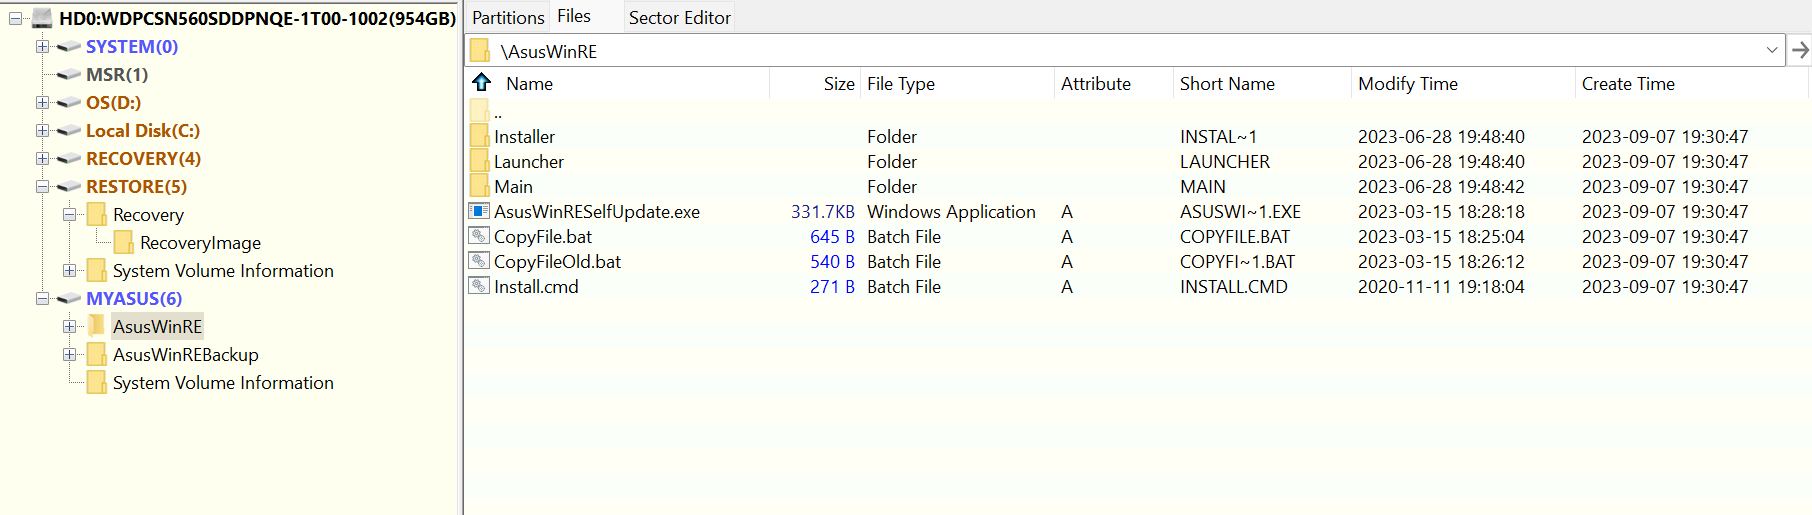 HD0:WDPCSN560SDDPNQE-1T00-1002(954GB)
SYSTEM(0)
MSR(1)
OS(D:)
Local Disk(C:)
RECOVERY(4)
RESTORE(5)
Recovery
RecoveryImage
System Volume Information
MYASUS(6)
AsusWinRE
AsusWinREBackup
System Volume Information
Partitions Files Sector Editor
\AsusWinRE
Name Size File Type Attribute Short Name Modify Time Create Time
..
Installer Folder INSTAL~1 2023-06-28 19:48:40 2023-09-07 19:30:47
Launcher Folder LAUNCHER 2023-06-28 19:48:40 2023-09-07 19:30:47
Main Folder MAIN 2023-06-28 19:48:42 2023-09-07 19:30:47
AsusWinRESelfUpdate.exe 331.7KB Windows Application A ASUSWI~1.EXE 2023-03-15 18:28:18 2023-09-07 19:30:47
CopyFile.bat 645 B Batch File A COPYFILE.BAT 2023-03-15 18:25:04 2023-09-07 19:30:47
CopyFileOld.bat 540 B Batch File A COPYFI~1.BAT 2023-03-15 18:26:12 2023-09-07 19:30:47
Install.cmd 271 B Batch File A INSTALL.CMD 2020-11-11 19:18:04 2023-09-07 19:30:47